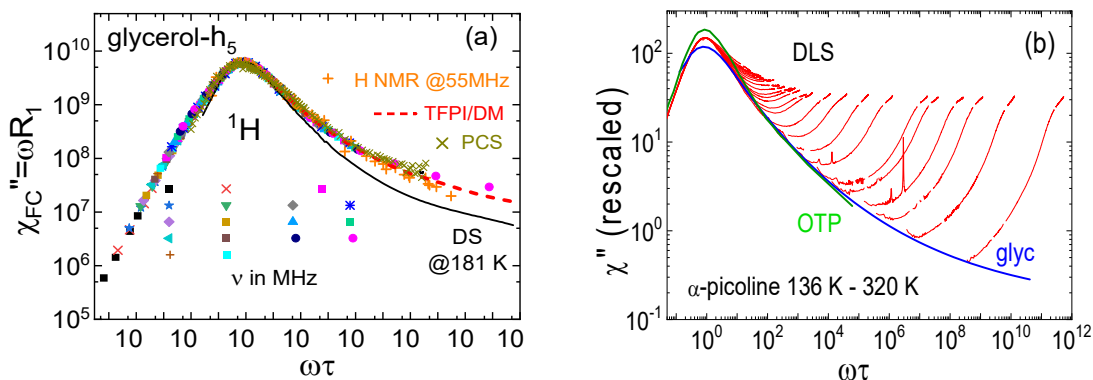 glycerol-h5
(a)
H NMR @55MHz
TFPI/DM
PCS
1H
ν in MHz
DS
@181 K
χFC''=ωR1
10^10
10^9
10^8
10^7
10^6
10^5
10 10 10 10 10 10 10 10 10
ωτ
(b)
DLS
OTP
glyc
α-picoline 136 K - 320 K
χ" (rescaled)
10^2
10^1
10^0
10^-1
10^0 10^2 10^4 10^6 10^8 10^10 10^12
ωτ